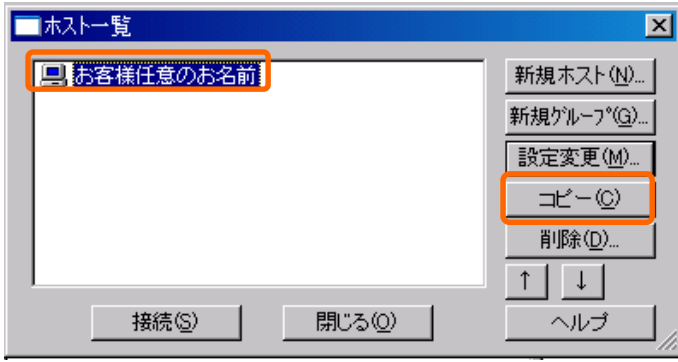 ホスト一覧
お客様任意のお名前
新規ホスト(N)...
新規ｸﾞﾙｰﾌﾟ(G)...
設定変更(M)...
コピー(C)
削除(D)...
↑ ↓
接続(S) 閉じる(O) ヘルプ